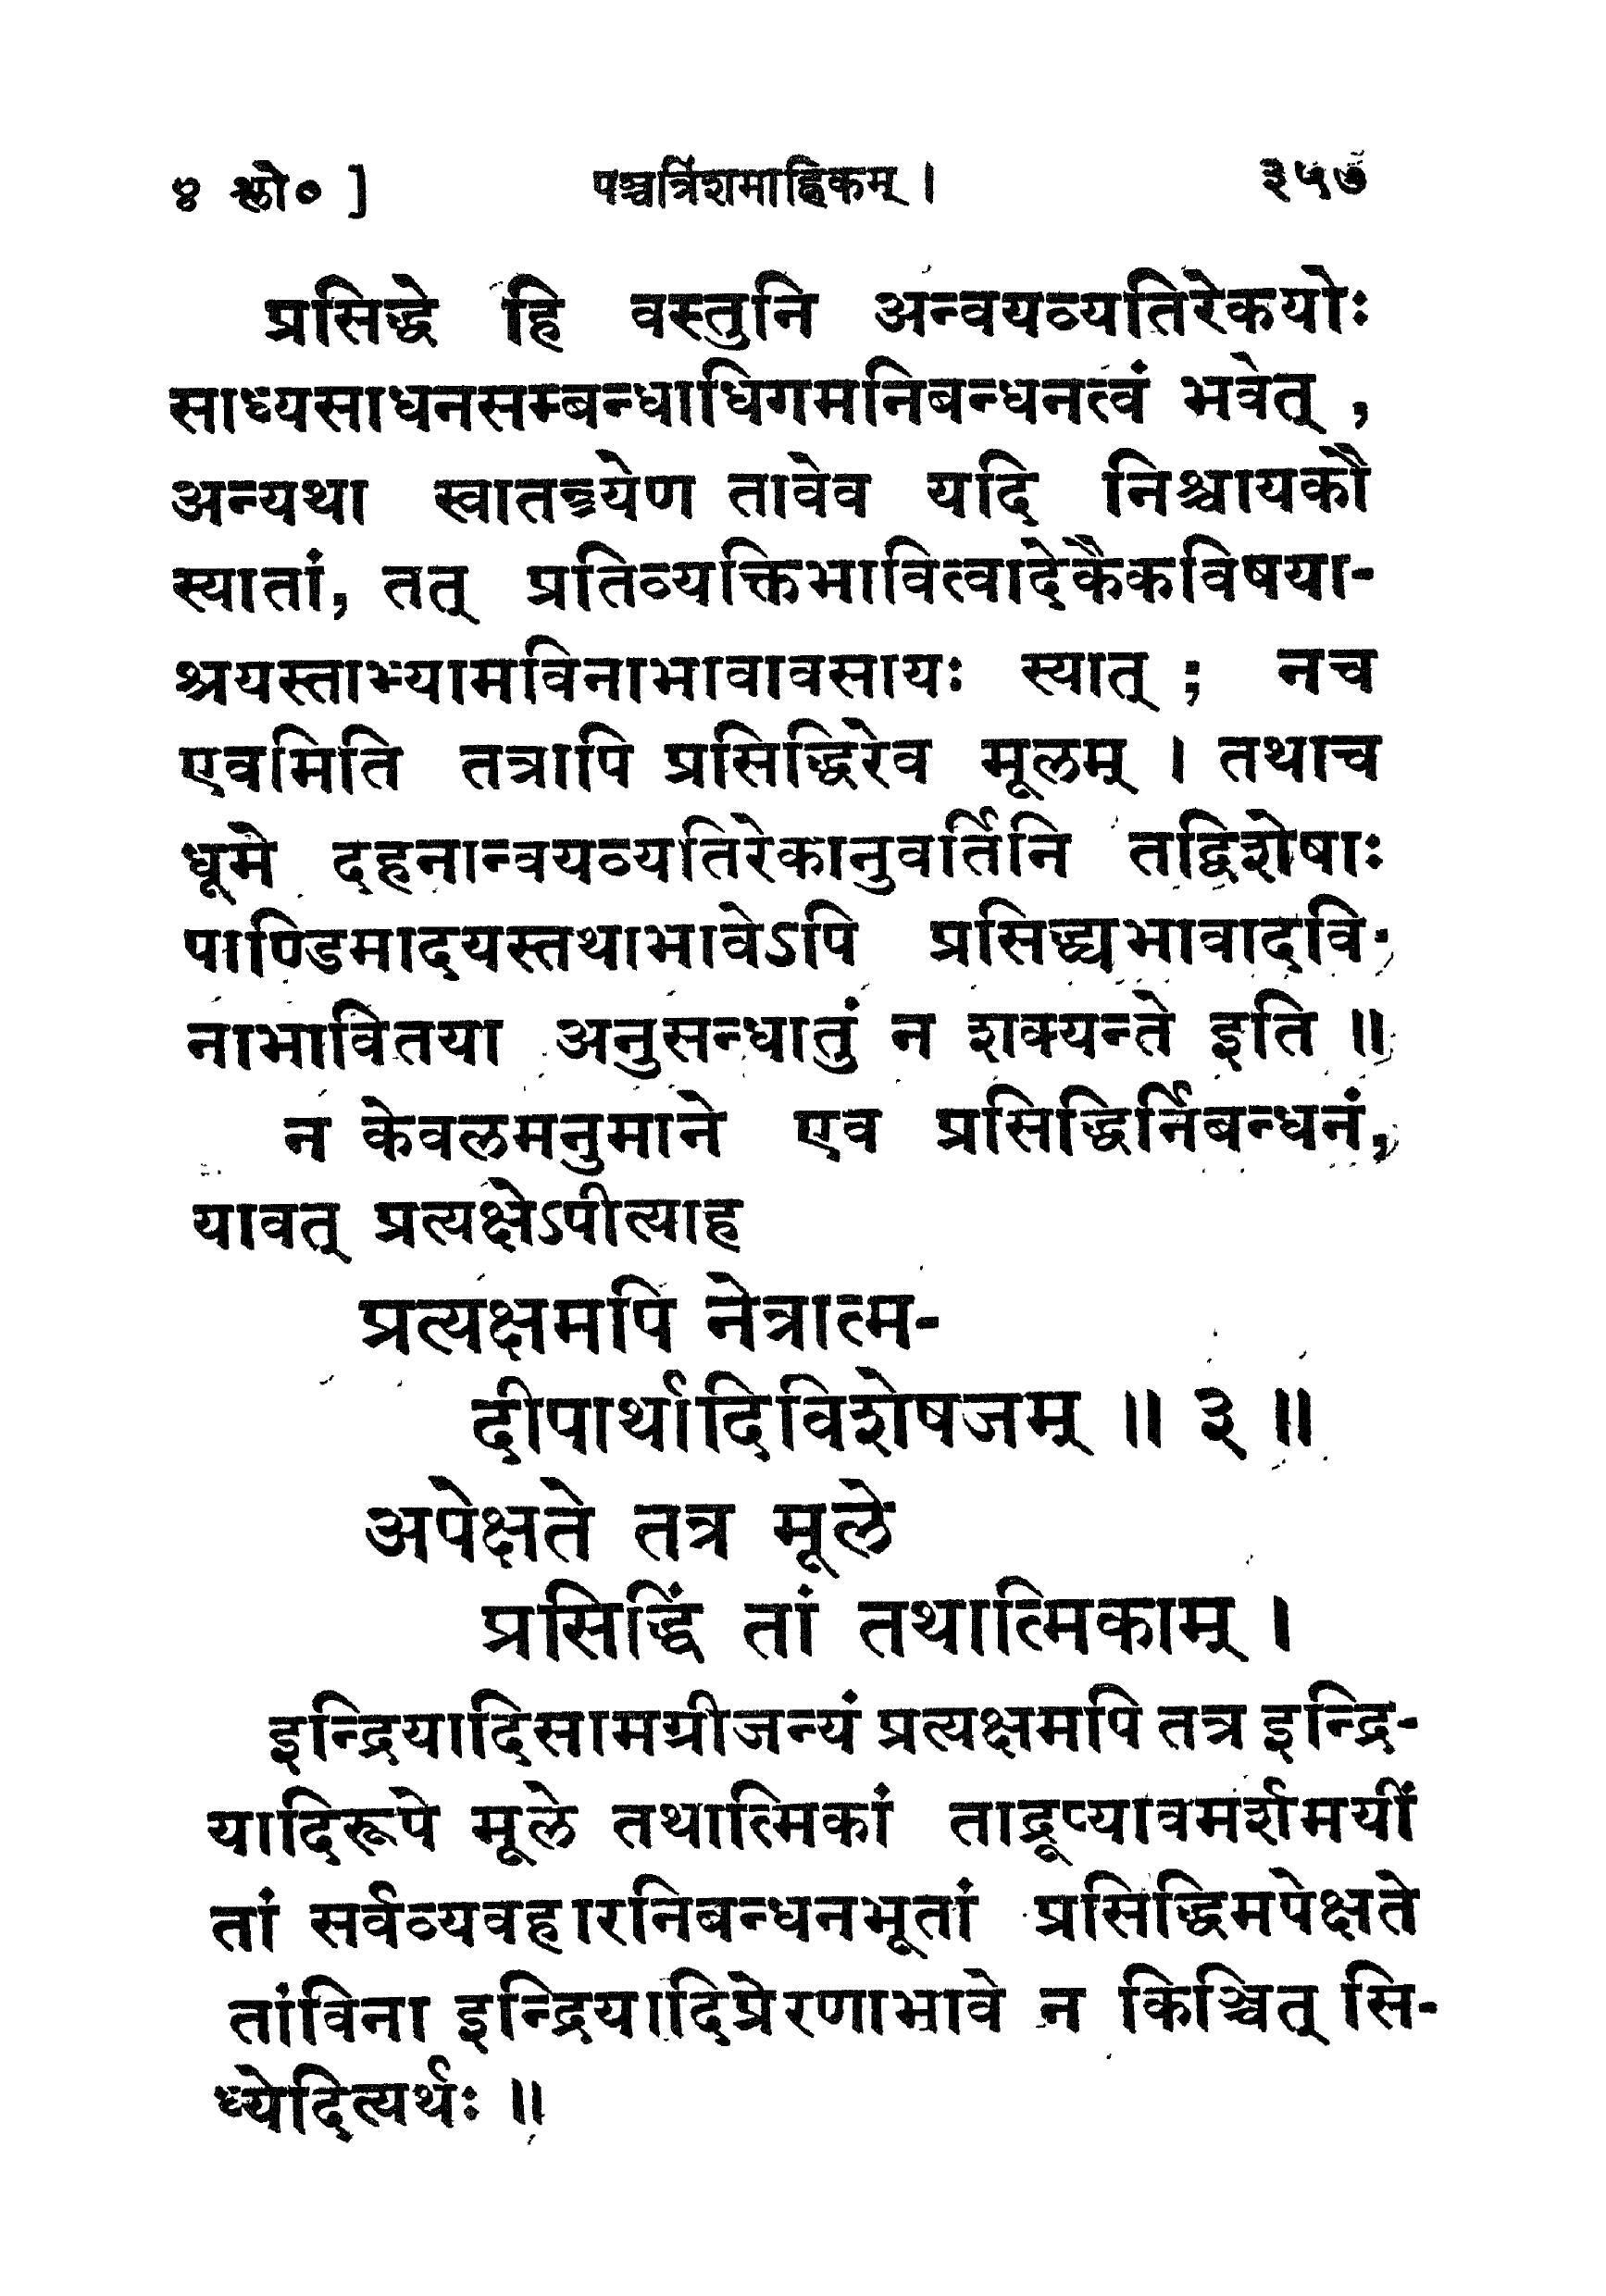 ४ श्लो० ] पञ्चत्रिंशमाह्निकम् । ३५७
प्रसिद्धे हि वस्तुनि अन्वयव्यतिरेकयोः
साध्यसाधनसम्बन्धाधिगमनिबन्धनत्वं भवेत् ,
अन्यथा स्वातन्त्र्येण तावेव यदि निश्चायकौ
स्यातां, तत् प्रतिव्यक्तिभावित्वादेकैकविषया-
श्रयस्ताभ्यामविनाभावावसायः स्यात् ; नच
एवमिति तत्रापि प्रसिद्धिरेव मूलम् । तथाच
धूमे दहनान्वयव्यतिरेकानुवर्तिनि तद्विशेषाः
पाण्डिमादयस्तथाभावेऽपि प्रसिद्ध्यभावादवि-
नाभावितया अनुसन्धातुं न शक्यन्ते इति ॥
न केवलमनुमाने एव प्रसिद्धिर्निबन्धनं,
यावत् प्रत्यक्षेऽपीत्याह
प्रत्यक्षमपि नेत्रात्म-
दीपार्थादिविशेषजम् ॥ ३ ॥
अपेक्षते तत्र मूले
प्रसिद्धिं तां तथात्मिकाम् ।
इन्द्रियादिसामग्रीजन्यं प्रत्यक्षमपि तत्र इन्द्रि-
यादिरूपे मूले तथात्मिकां ताद्रूप्यावमर्शमयीं
तां सर्वव्यवहारनिबन्धनभूतां प्रसिद्धिमपेक्षते
तांविना इन्द्रियादिप्रेरणाभावे न किञ्चित् सि-
ध्येदित्यर्थः ॥